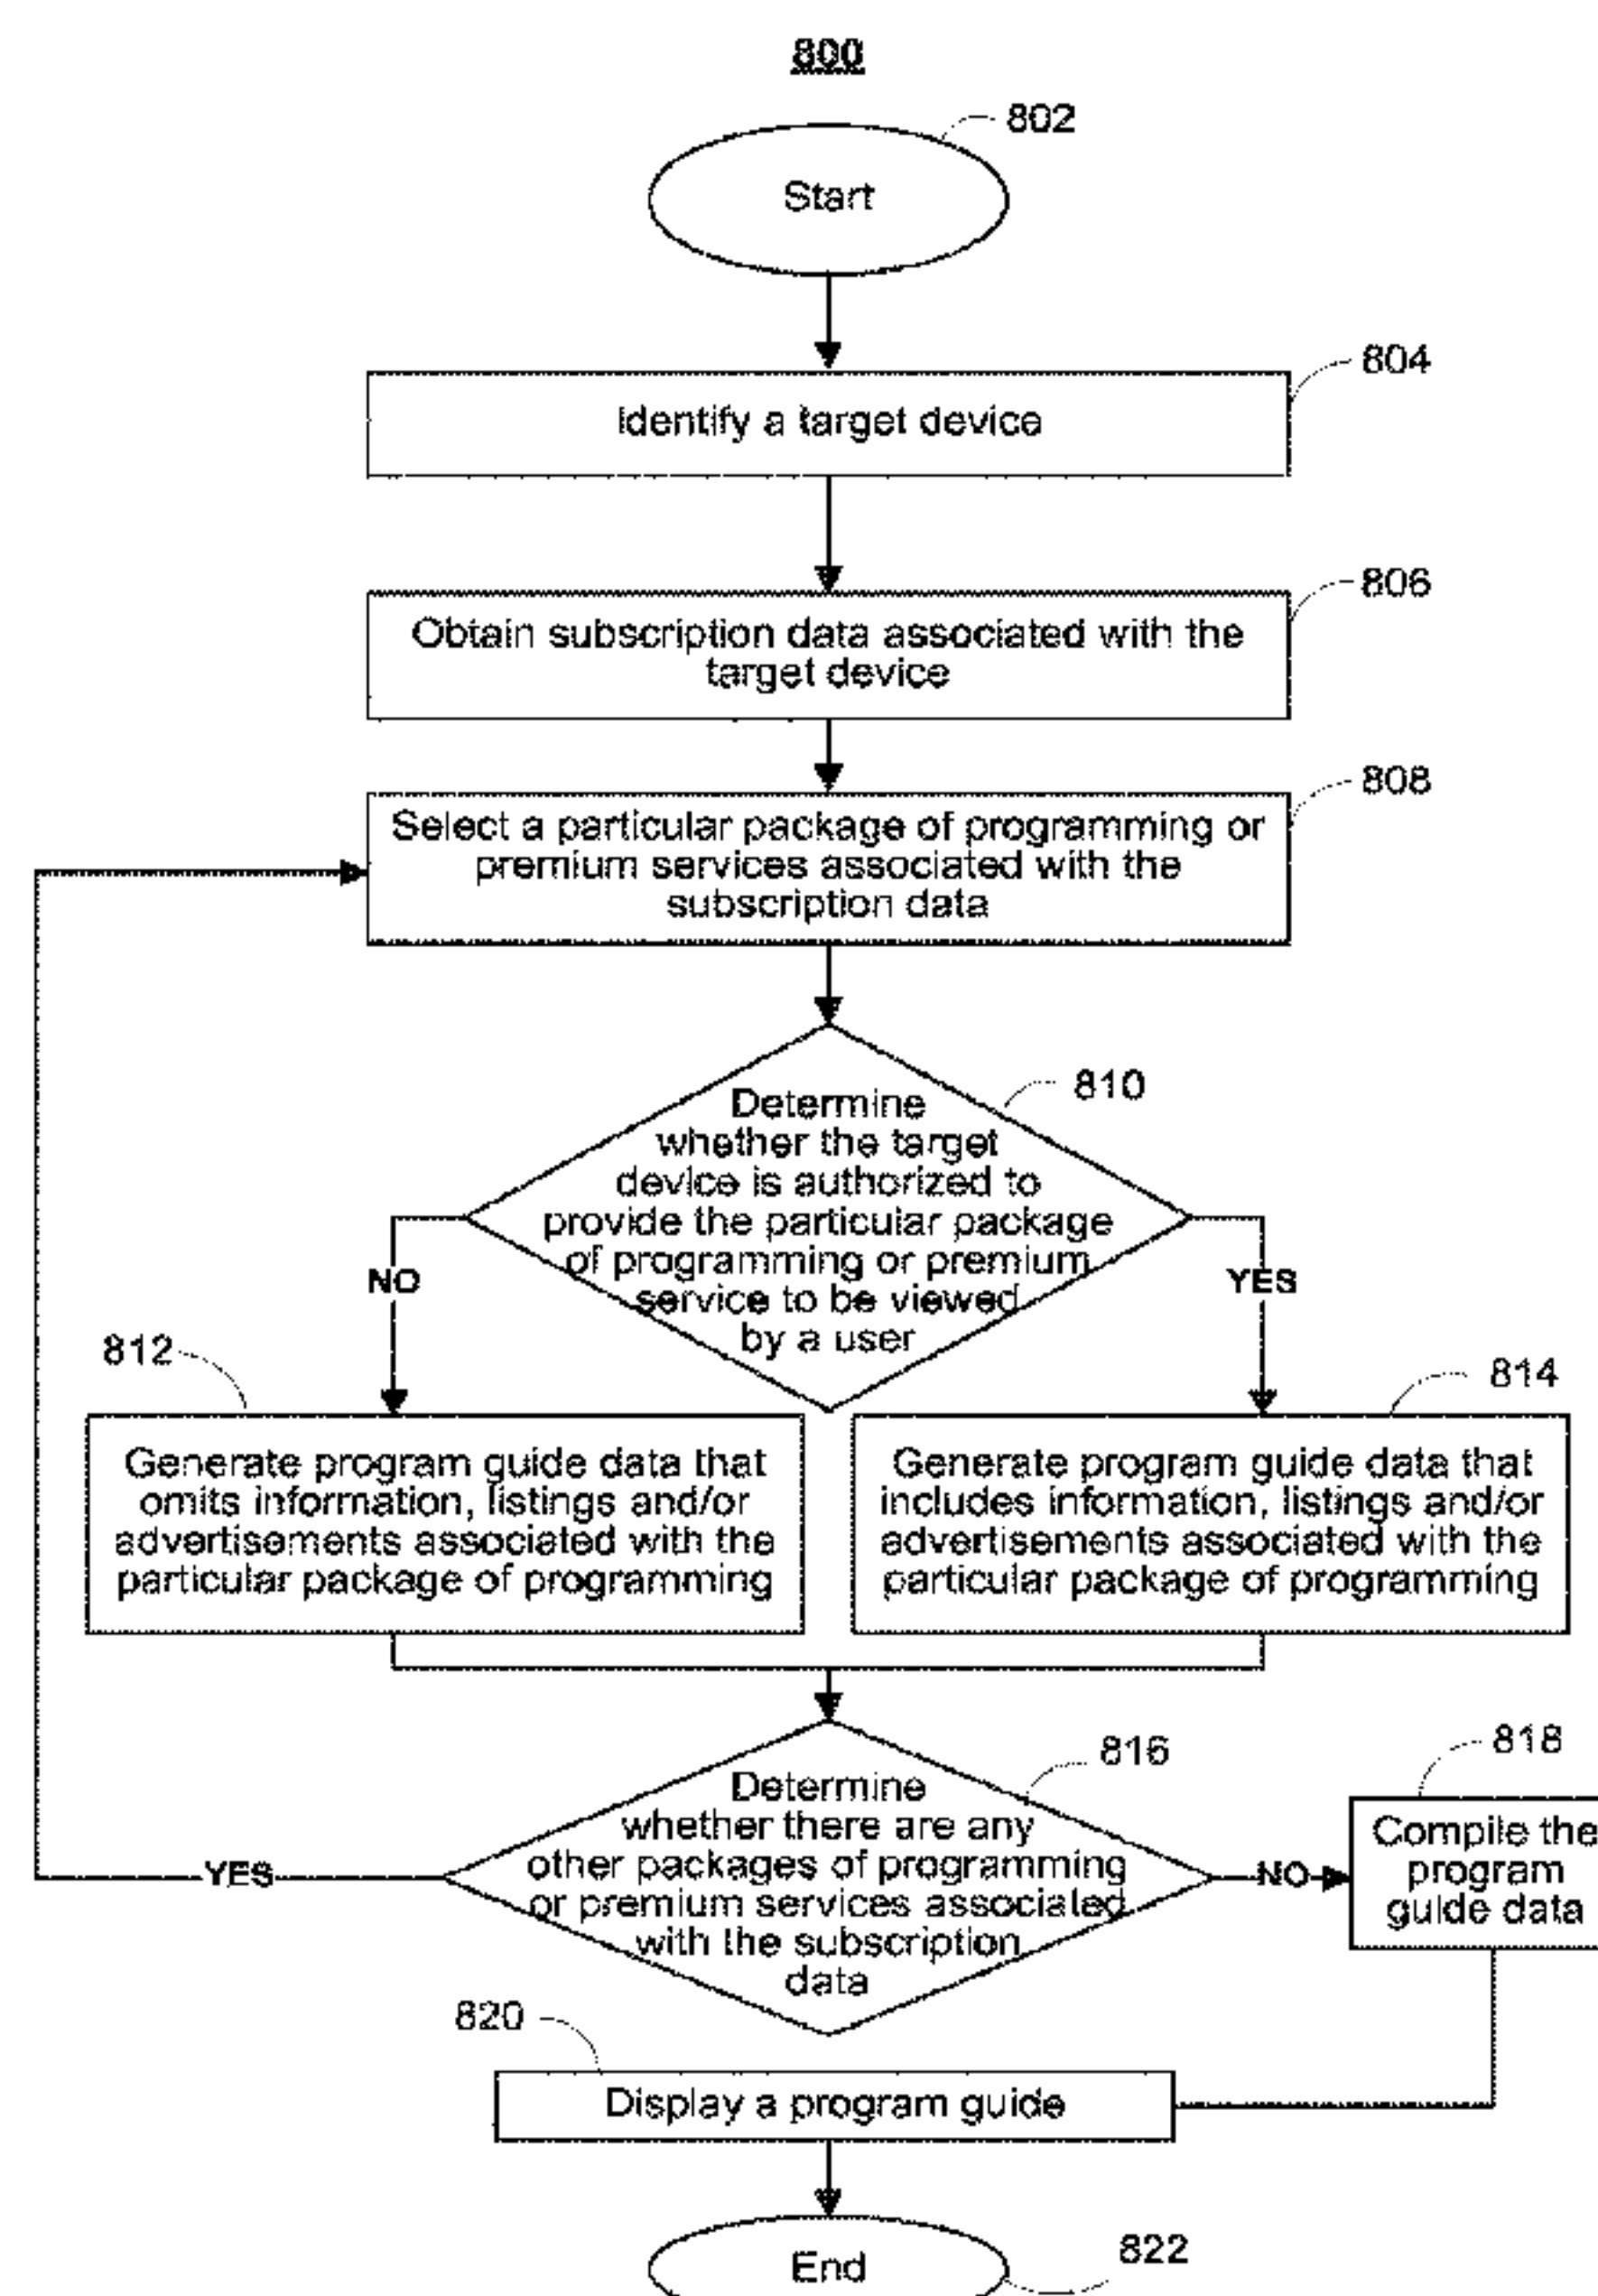 800
802
Start
804
Identify a target device
806
Obtain subscription data associated with the
target device
808
Select a particular package of programming or
premium services associated with the
subscription data
810
Determine
whether the target
device is authorized to
provide the particular package
of programming or premium
service to be viewed
by a user
NO
YES
812
814
Generate program guide data that
omits information, listings and/or
advertisements associated with the
particular package of programming
Generate program guide data that
includes information, listings and/or
advertisements associated with the
particular package of programming
816
818
Determine
whether there are any
other packages of programming
or premium services associated
with the subscription
data
YES
NO
Compile the
program
guide data
820
Display a program guide
End
822